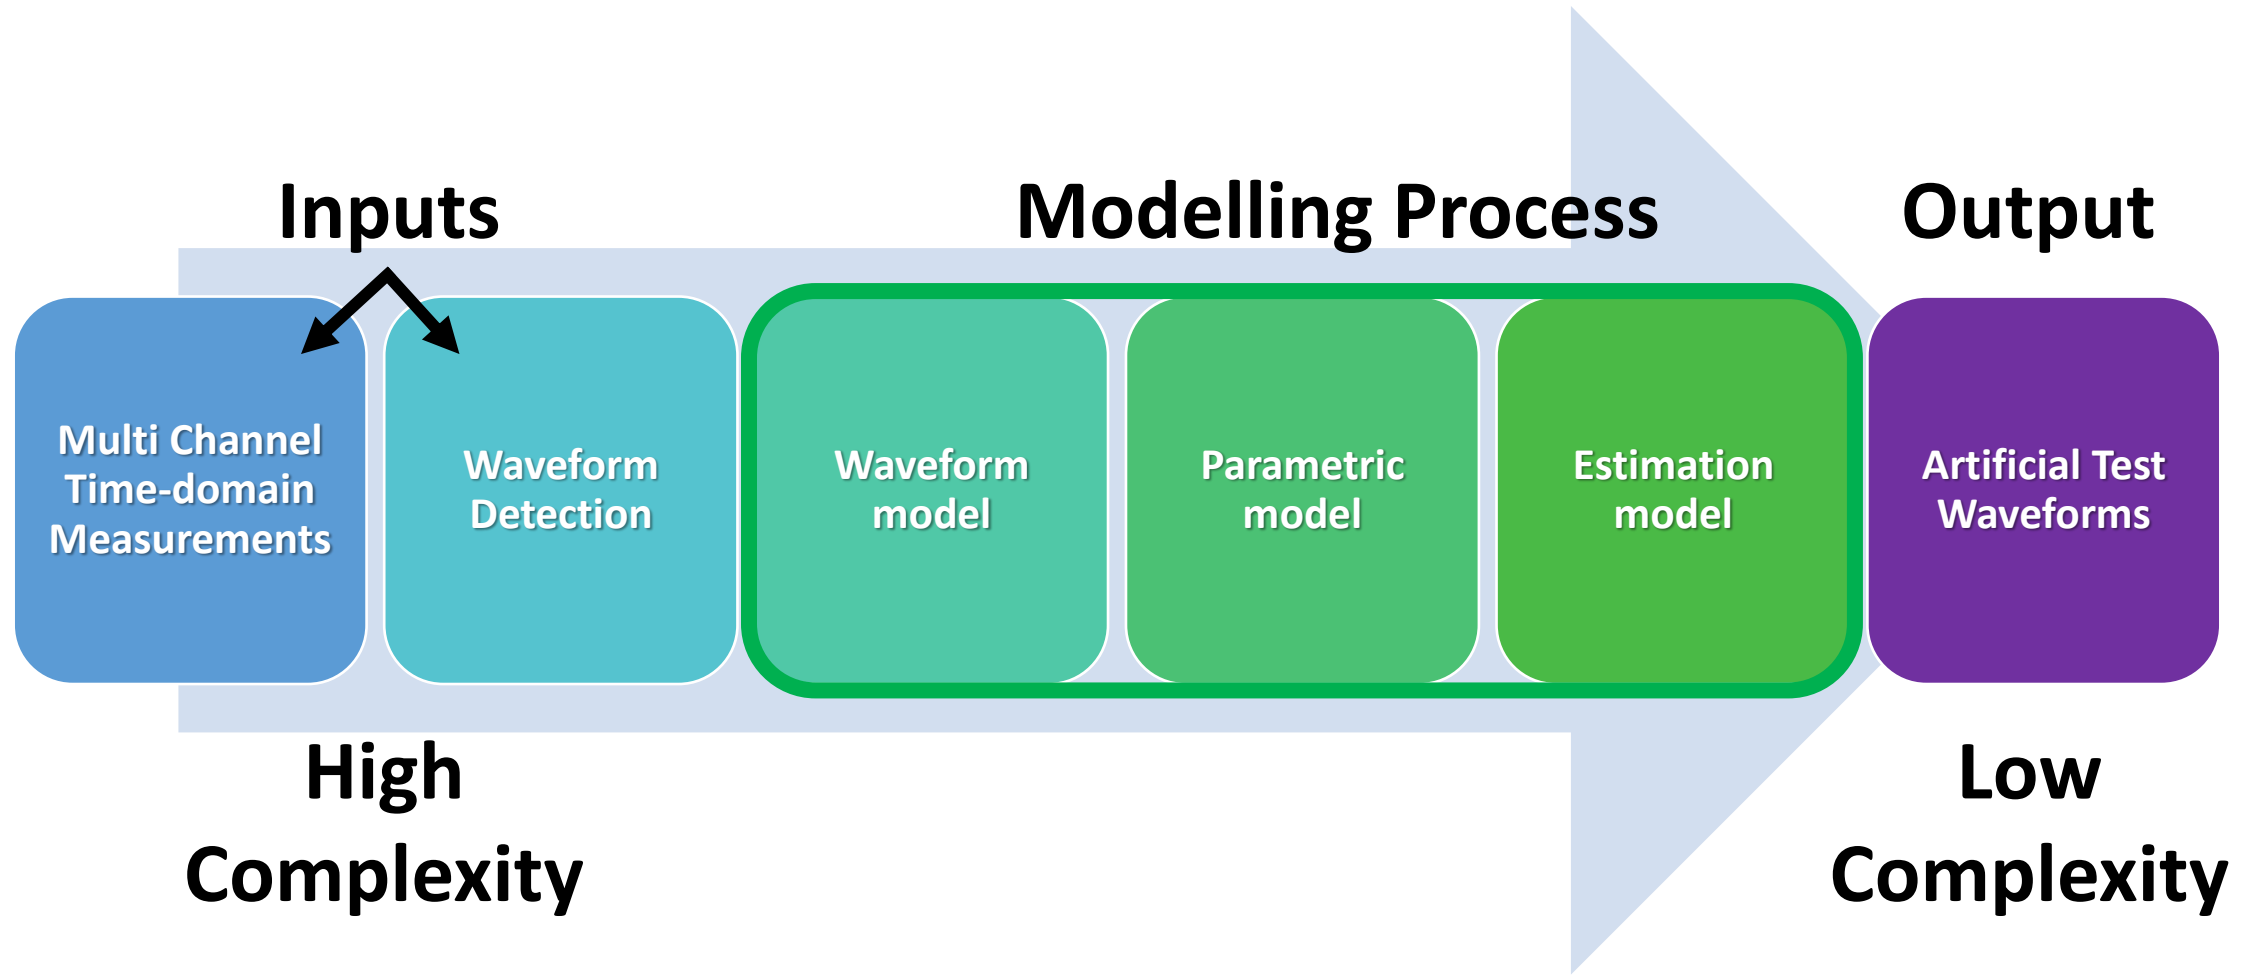 Inputs
Modelling Process
Output
Multi Channel
Time-domain
Measurements
Waveform
Detection
Waveform
model
Parametric
model
Estimation
model
Artificial Test
Waveforms
High
Complexity
Low
Complexity